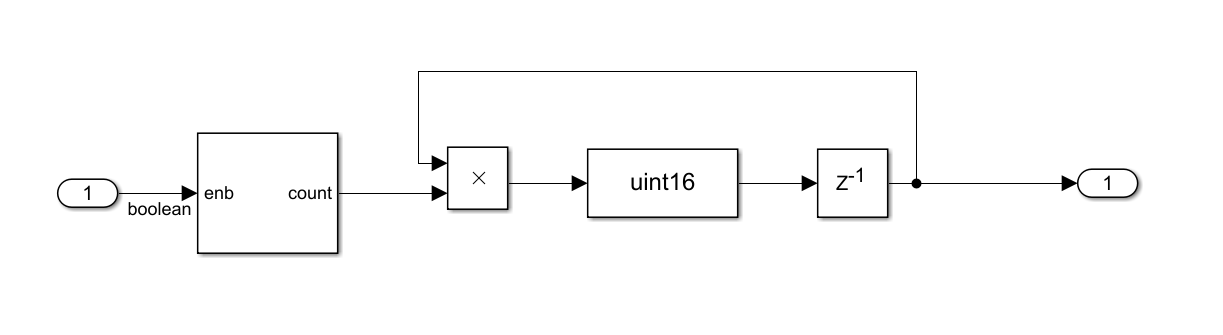 1
boolean
enb
count
×
uint16
z-1
1